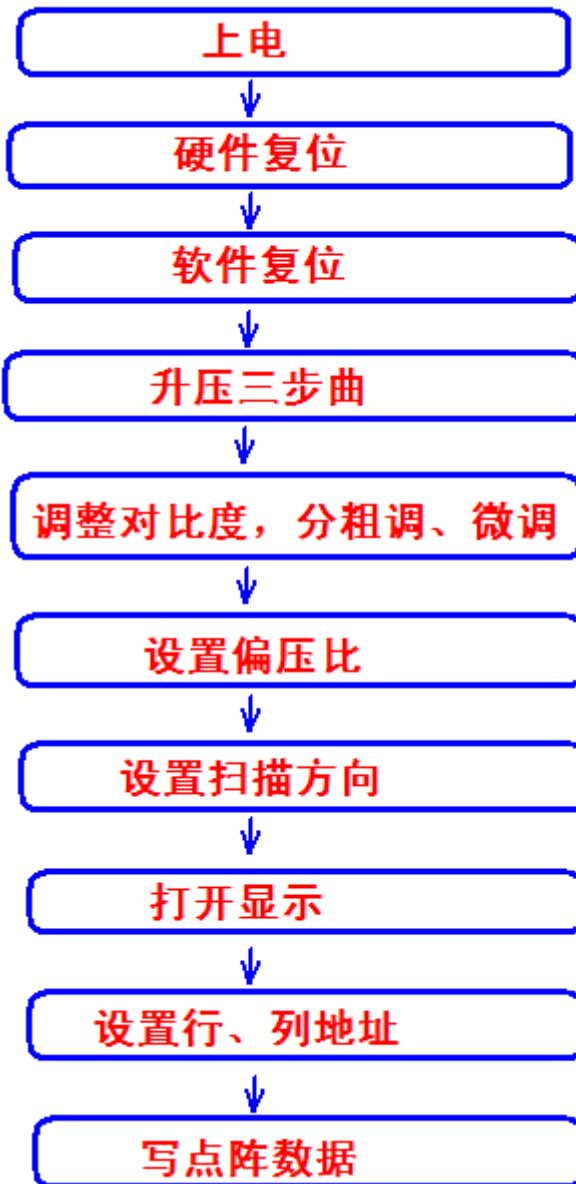 上电
硬件复位
软件复位
升压三步曲
调整对比度，分粗调、微调
设置偏压比
设置扫描方向
打开显示
设置行、列地址
写点阵数据